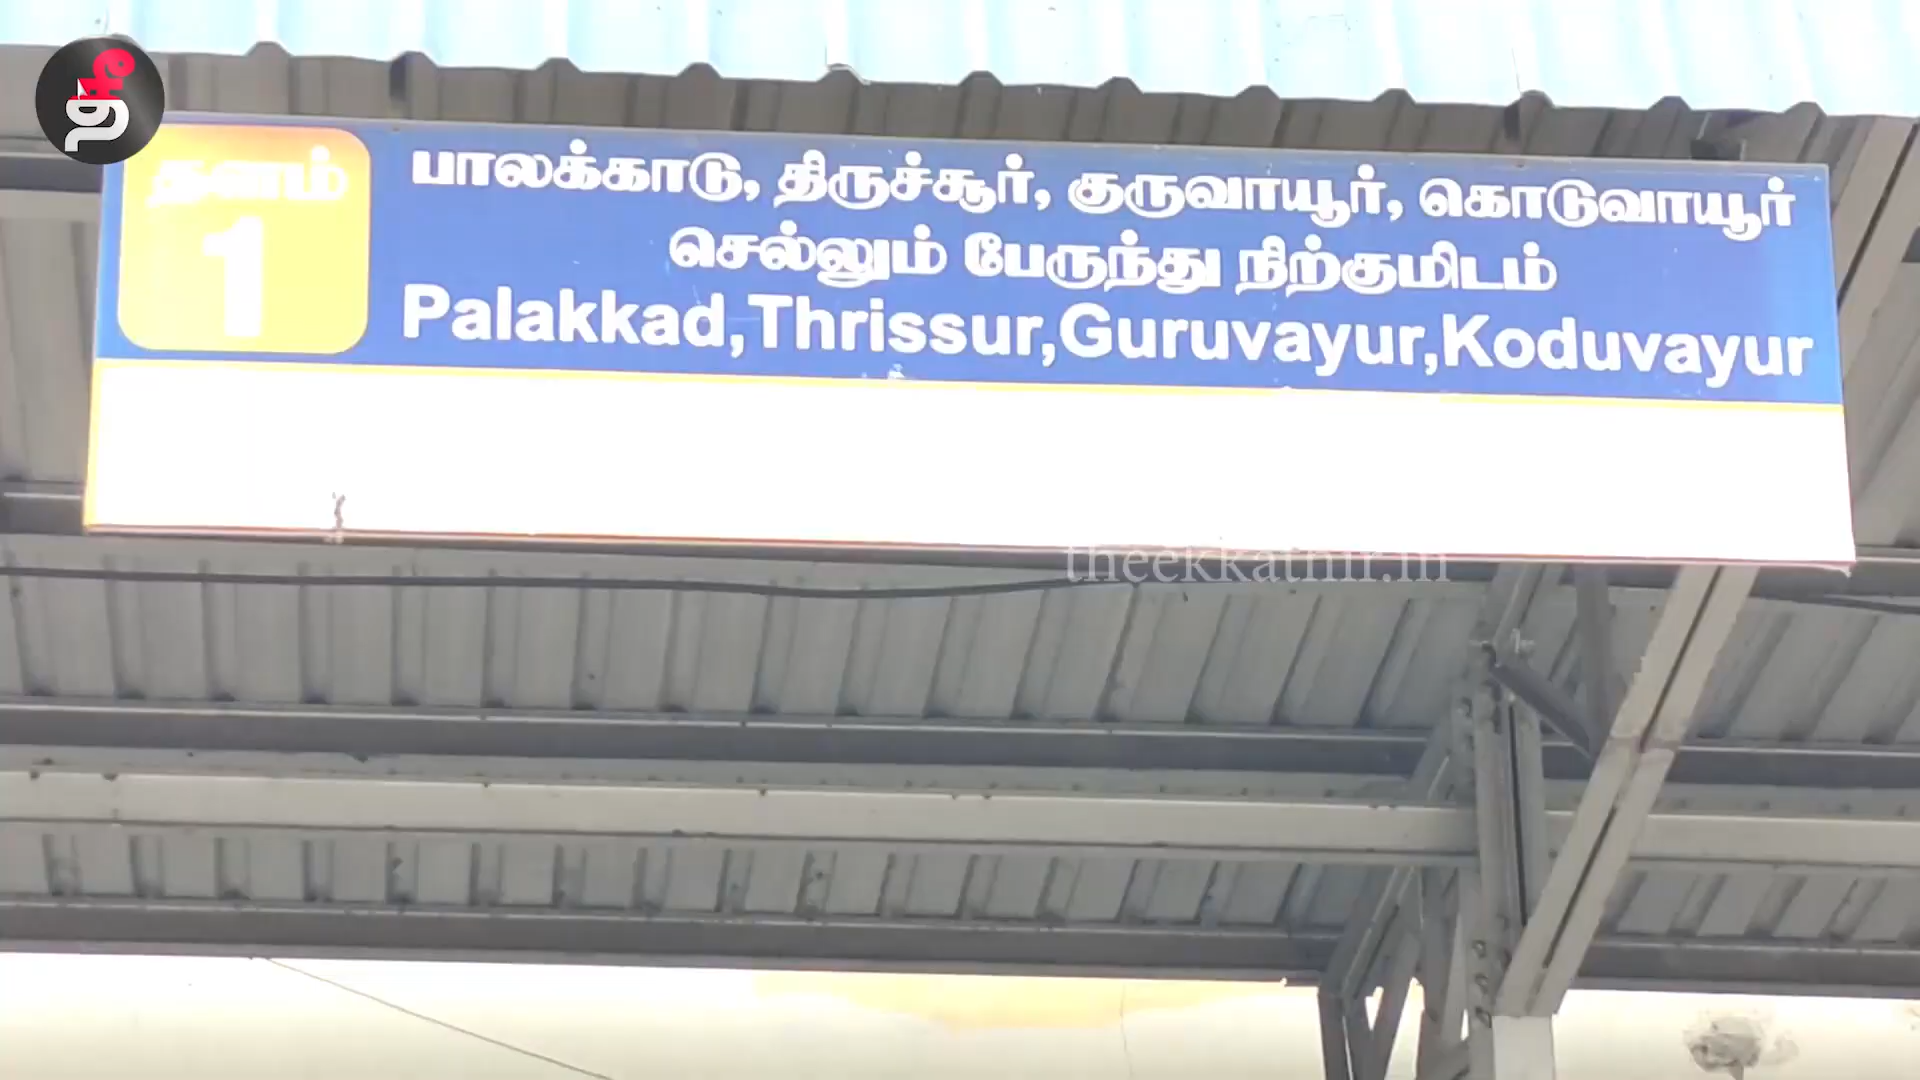 தீ
தளம்
1
பாலக்காடு, திருச்சூர், குருவாயூர், கொடுவாயூர்
செல்லும் பேருந்து நிற்குமிடம்
Palakkad,Thrissur,Guruvayur,Koduvayur
theekkathir.in